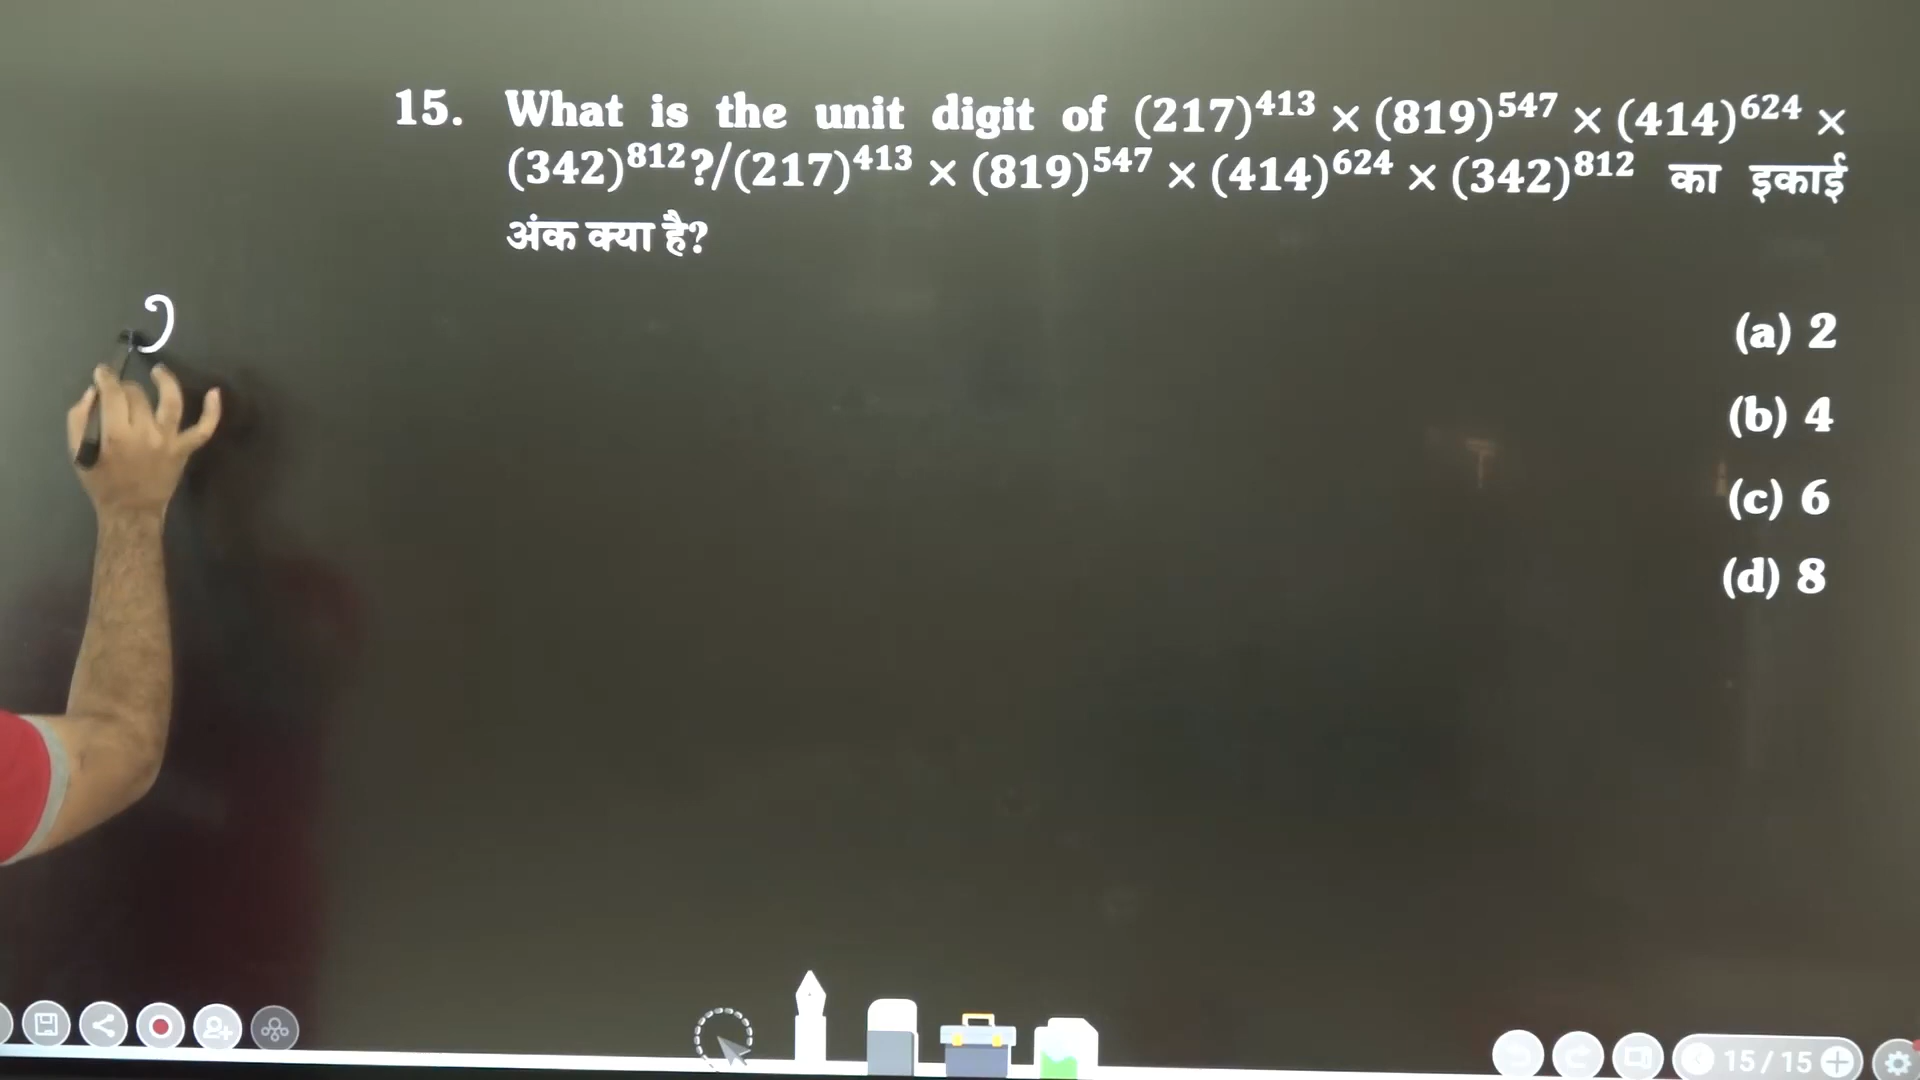 15. What is the unit digit of (217)⁴¹³ × (819)⁵⁴⁷ × (414)⁶²⁴ ×
(342)⁸¹²?/(217)⁴¹³ × (819)⁵⁴⁷ × (414)⁶²⁴ × (342)⁸¹² का इकाई
अंक क्या है?
(a) 2
(b) 4
(c) 6
(d) 8
15/15